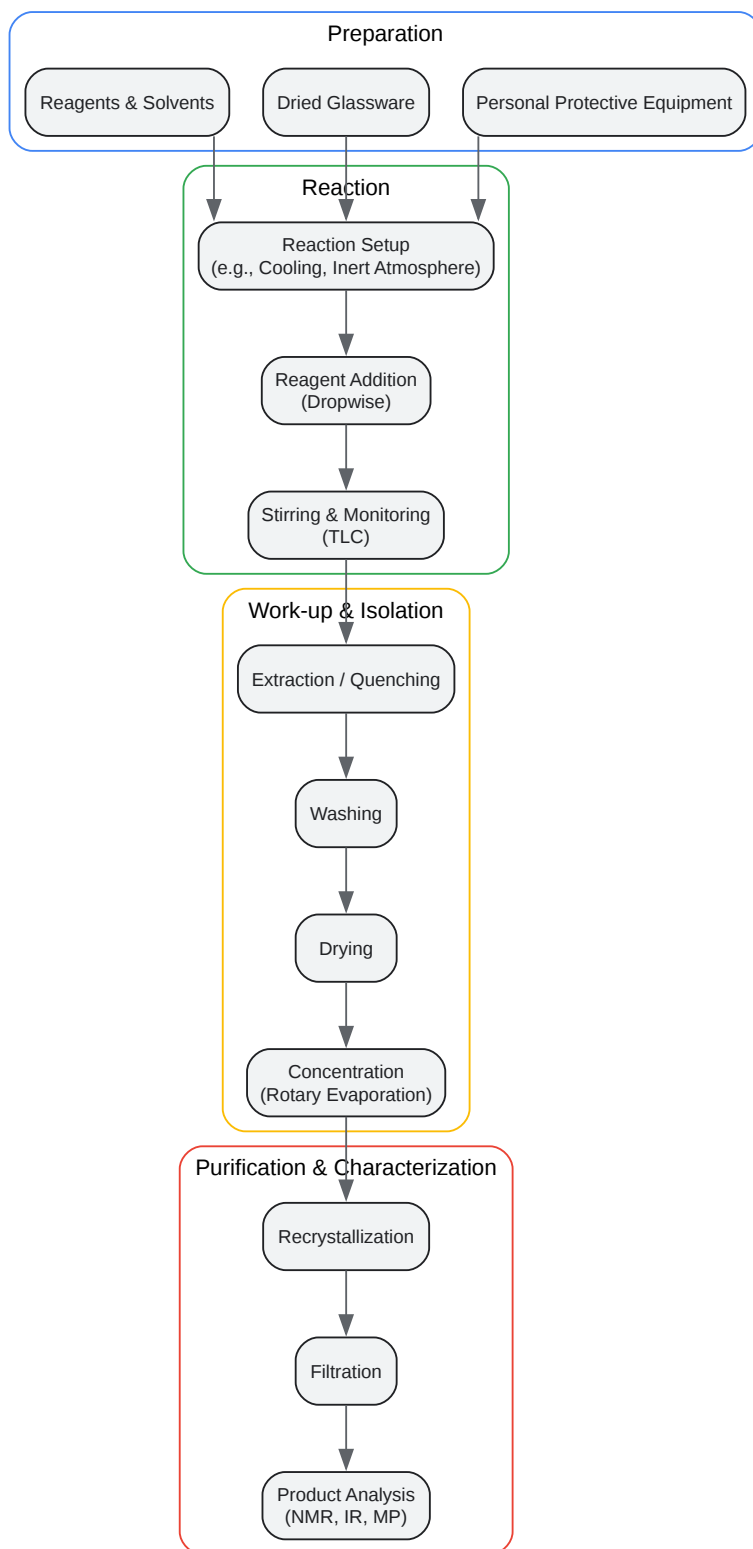 Preparation
Reagents & Solvents
Dried Glassware
Personal Protective Equipment
Reaction
Reaction Setup
(e.g., Cooling, Inert Atmosphere)
Reagent Addition
(Dropwise)
Stirring & Monitoring
(TLC)
Work-up & Isolation
Extraction / Quenching
Washing
Drying
Concentration
(Rotary Evaporation)
Purification & Characterization
Recrystallization
Filtration
Product Analysis
(NMR, IR, MP)